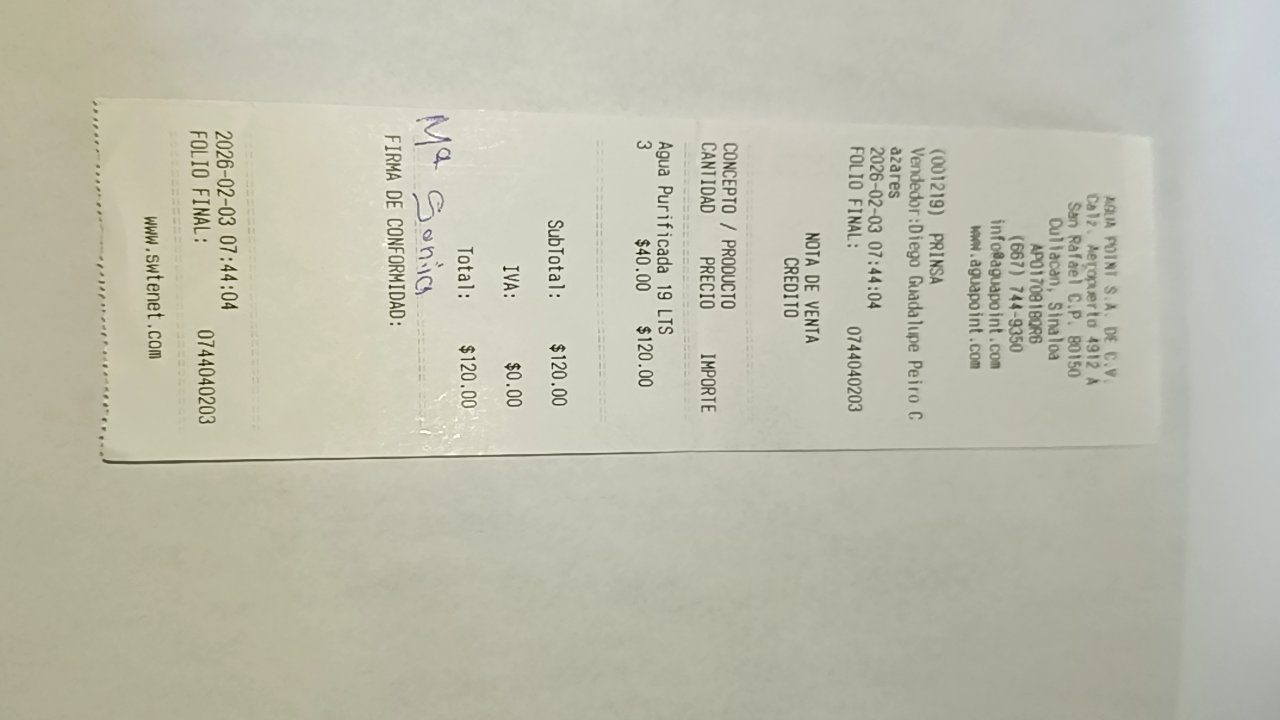 AGUA POINT S.A. DE C.V.
Calz. Aeropuerto 4912 A
San Rafael C.P. 80150
Culiacan, Sinaloa
APO170818QR6
(667) 744-9350
info@aguapoint.com
www.aguapoint.com
(001219) PRINSA
Vendedor:Diego Guadalupe Peiro C
azares
2026-02-03 07:44:04
FOLIO FINAL: 0744040203
NOTA DE VENTA
CREDITO
CONCEPTO / PRODUCTO
CANTIDAD PRECIO IMPORTE
Agua Purificada 19 LTS
3 $40.00 $120.00
SubTotal: $120.00
IVA: $0.00
Total: $120.00
Mª Sonia
FIRMA DE CONFORMIDAD:
2026-02-03 07:44:04
FOLIO FINAL: 0744040203
www.swtenet.com